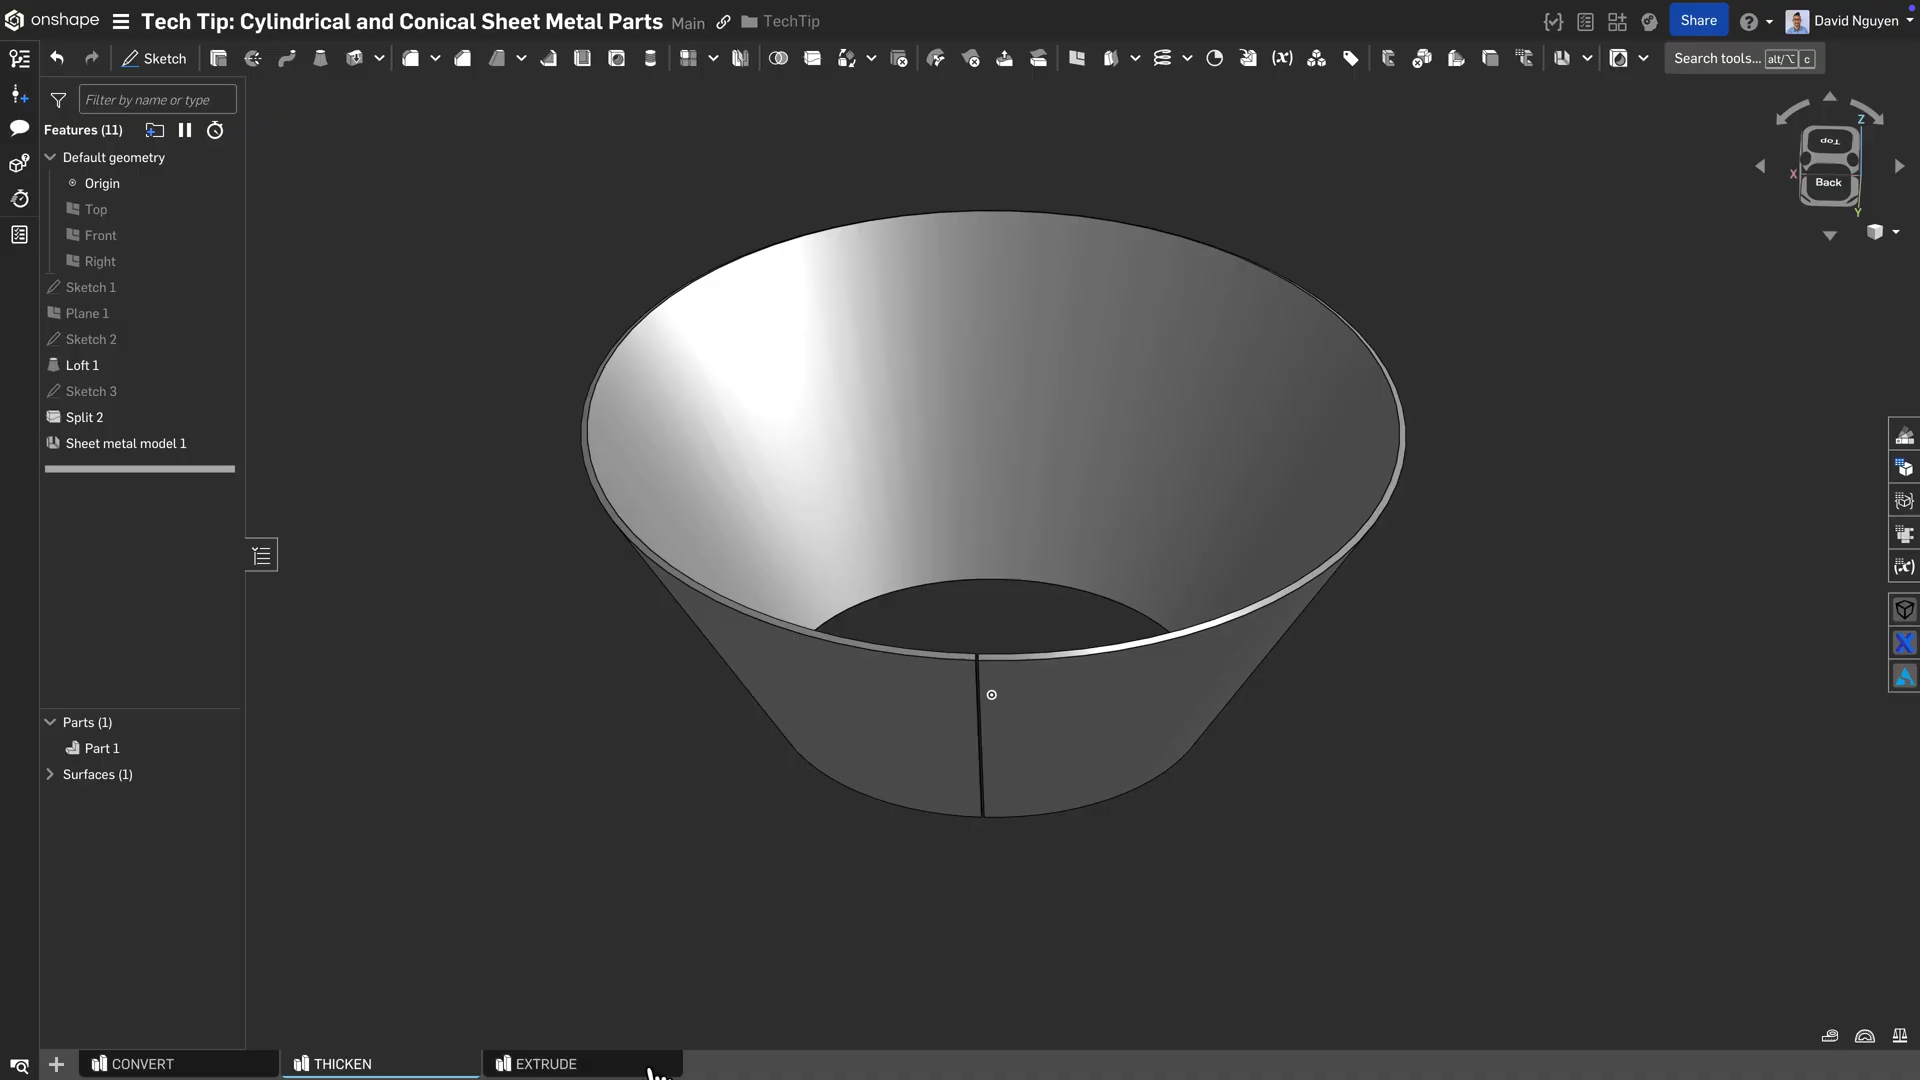 onshape Tech Tip: Cylindrical and Conical Sheet Metal Parts Main TechTip Share David Nguyen
Sketch Search tools... alt/⌥ c
Filter by name or type
Features (11)
Default geometry
Origin
Top
Front
Right
Sketch 1
Plane 1
Sketch 2
Loft 1
Sketch 3
Split 2
Sheet metal model 1
Parts (1)
Part 1
Surfaces (1)
Z
Top
X
Back
Y
CONVERT THICKEN EXTRUDE